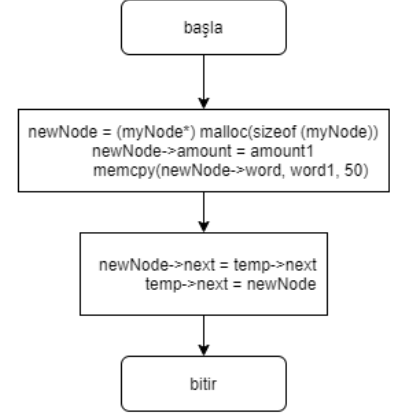 başla
newNode = (myNode*) malloc(sizeof (myNode))
newNode->amount = amount1
memcpy(newNode->word, word1, 50)
newNode->next = temp->next
temp->next = newNode
bitir